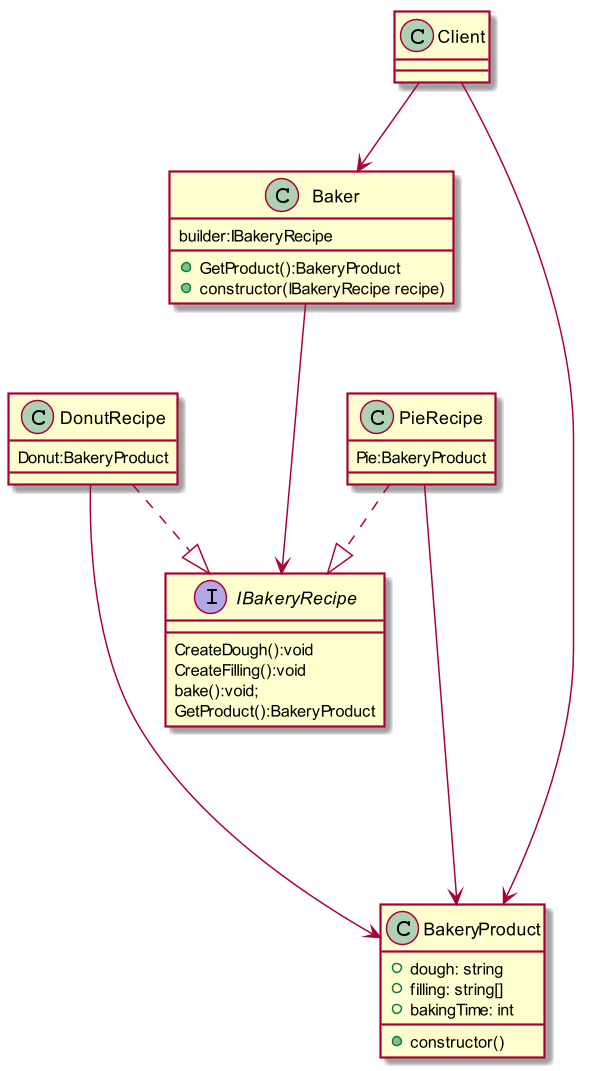 C Client
C Baker
builder:IBakeryRecipe
GetProduct():BakeryProduct
constructor(IBakeryRecipe recipe)
C DonutRecipe
Donut:BakeryProduct
C PieRecipe
Pie:BakeryProduct
I IBakeryRecipe
CreateDough():void
CreateFilling():void
bake():void;
GetProduct():BakeryProduct
C BakeryProduct
dough: string
filling: string[]
bakingTime: int
constructor()